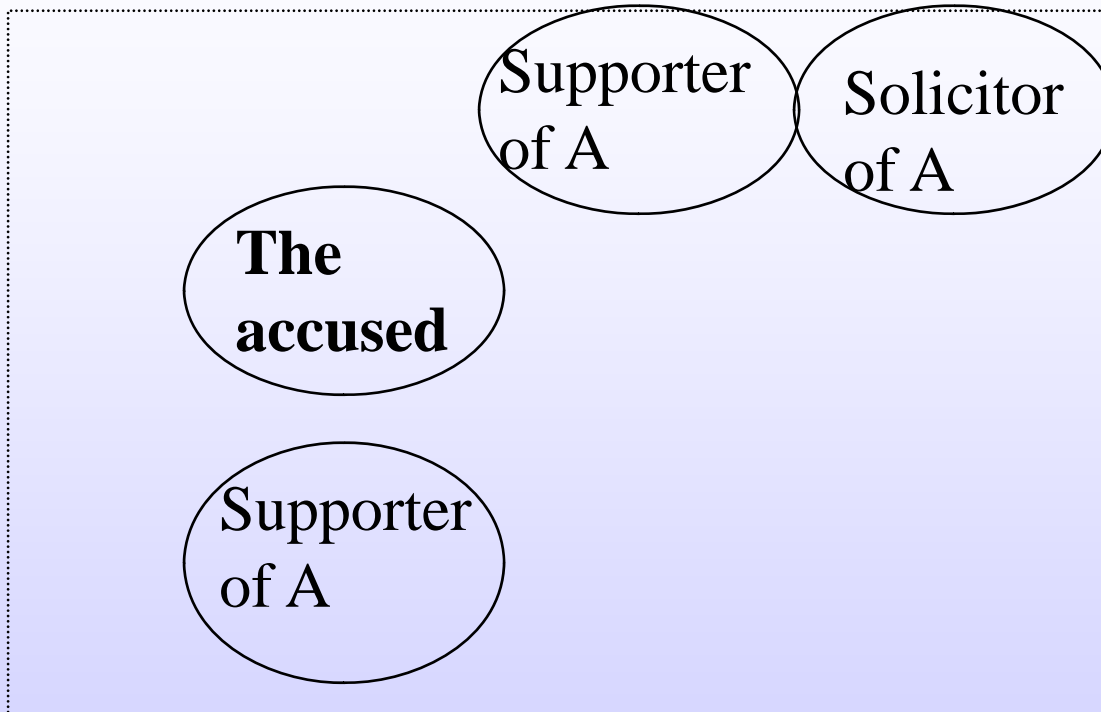 Supporter
of A
Solicitor
of A
The
accused
Supporter
of A